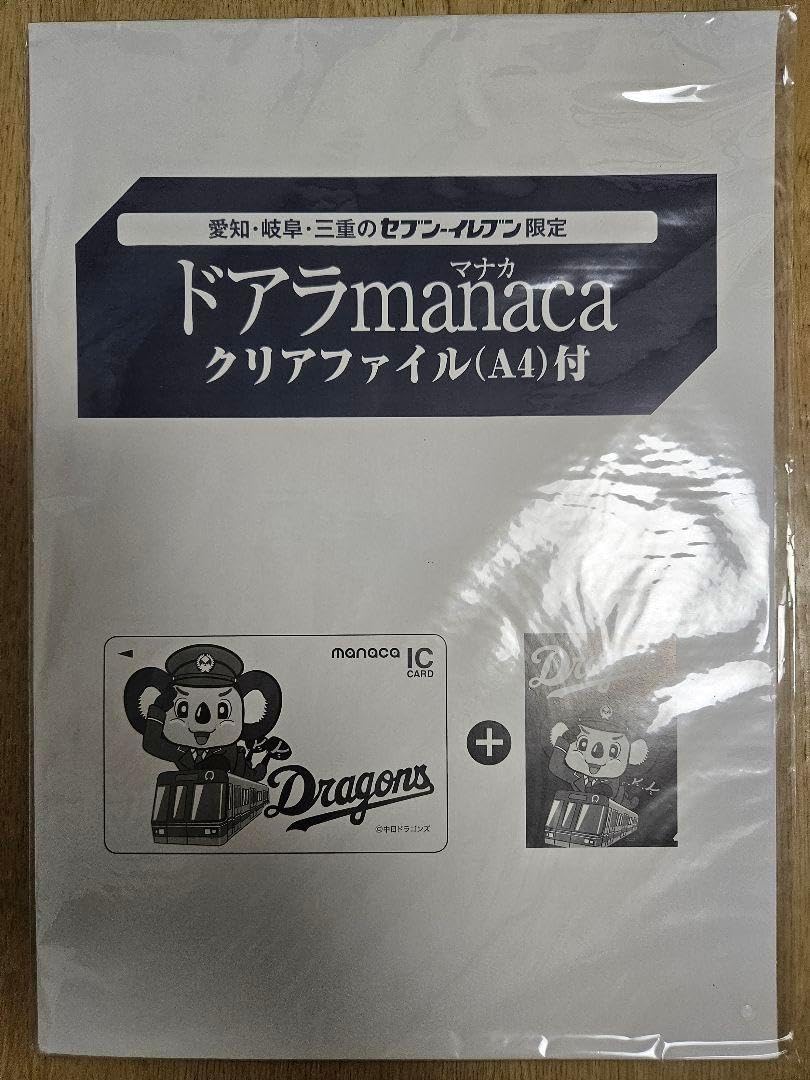 愛知・岐阜・三重のセブン-イレブン限定
マナカ
ドアラmanaca
クリアファイル(A4)付
manaca IC
CARD
Dragons
©中日ドラゴンズ
+
Dragons